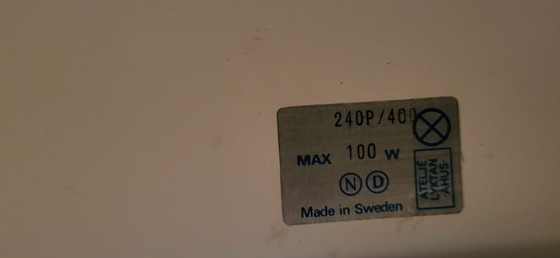 240P/400
MAX 100 W
N D
Made in Sweden
ATELJÉ
LYKTAN
ÅHUS